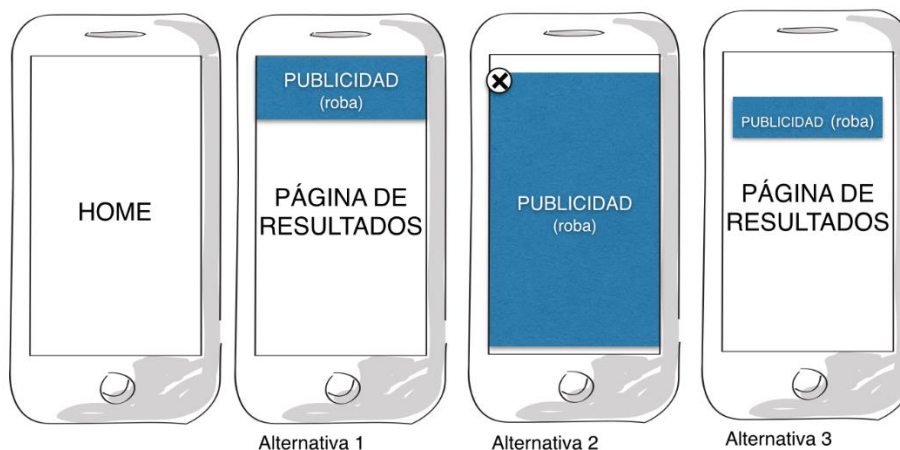 HOME
PUBLICIDAD
(roba)
PÁGINA DE
RESULTADOS
Alternativa 1
PUBLICIDAD
(roba)
Alternativa 2
PUBLICIDAD (roba)
PÁGINA DE
RESULTADOS
Alternativa 3